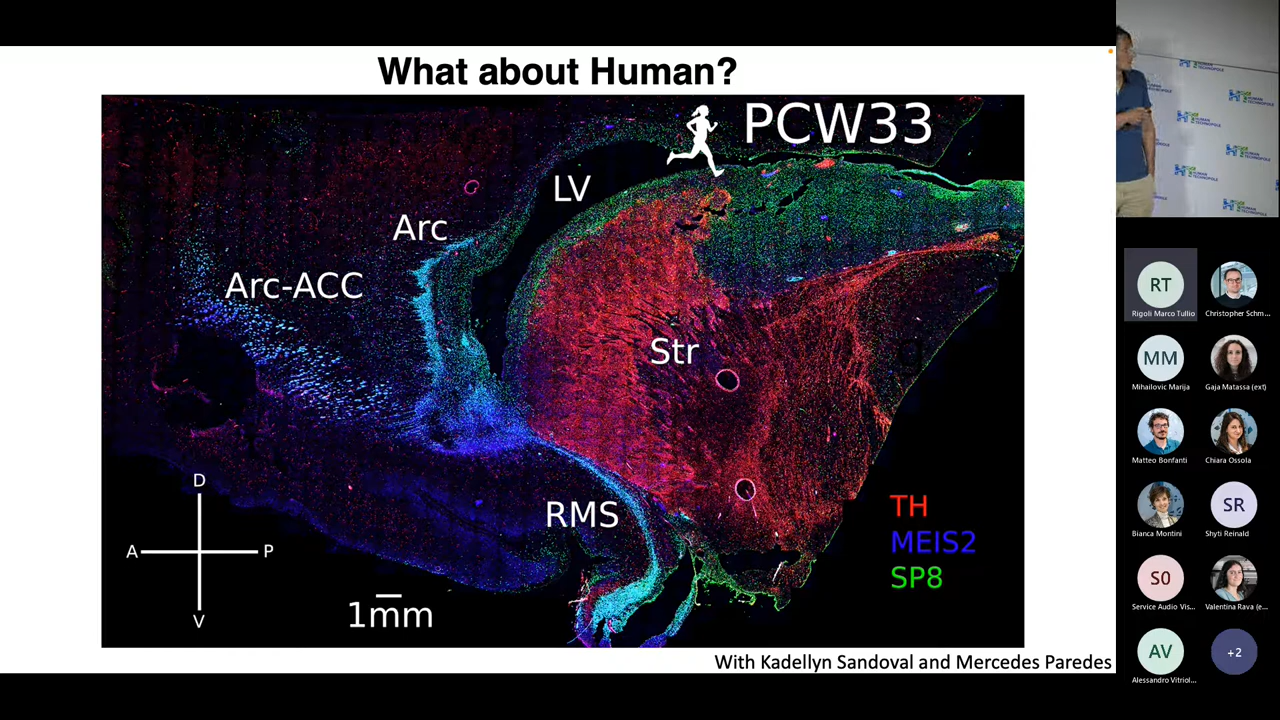 What about Human?
PCW33
LV
Arc
Arc-ACC
Str
g
RMS
TH
MEIS2
SP8
D
A
P
V
1mm
With Kadellyn Sandoval and Mercedes Paredes
HUMAN TECHNOPOLE
RT
Rigoli Marco Tullio
Christopher Schm...
MM
Mihailovic Marija
Gaja Matassa (ext)
Matteo Bonfanti
Chiara Ossola
Bianca Montini
SR
Shyti Reinald
S0
Service Audio Vis...
Valentina Rava (e...
AV
Alessandro Vitriol...
+2